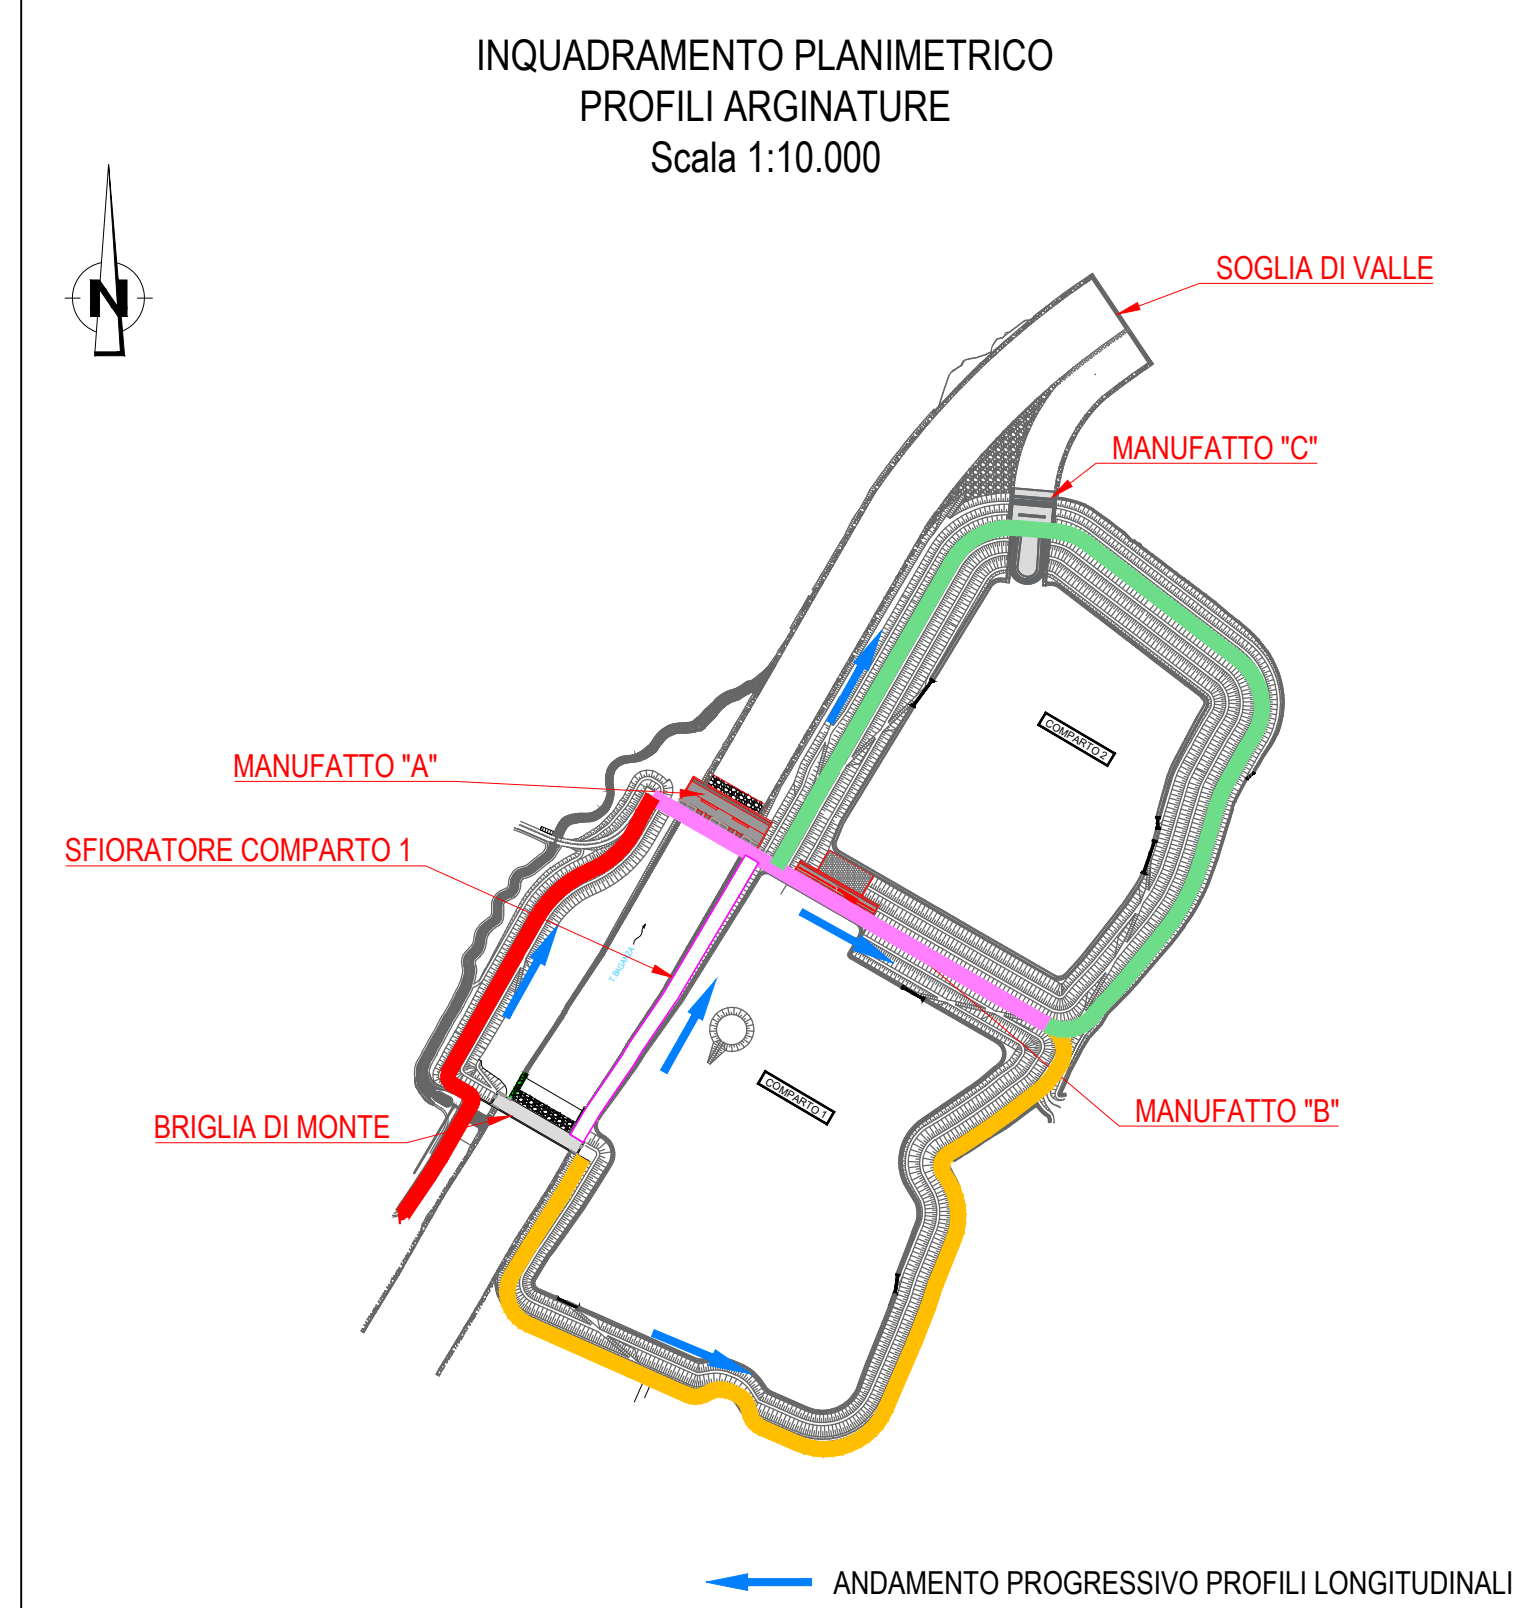 INQUADRAMENTO PLANIMETRICO
PROFILI ARGINATURE
Scala 1:10.000
N
SOGLIA DI VALLE
MANUFATTO "C"
COMPARTO 2
MANUFATTO "A"
SFIORATORE COMPARTO 1
T. BAGANZA
COMPARTO 1
BRIGLIA DI MONTE
MANUFATTO "B"
ANDAMENTO PROGRESSIVO PROFILI LONGITUDINALI